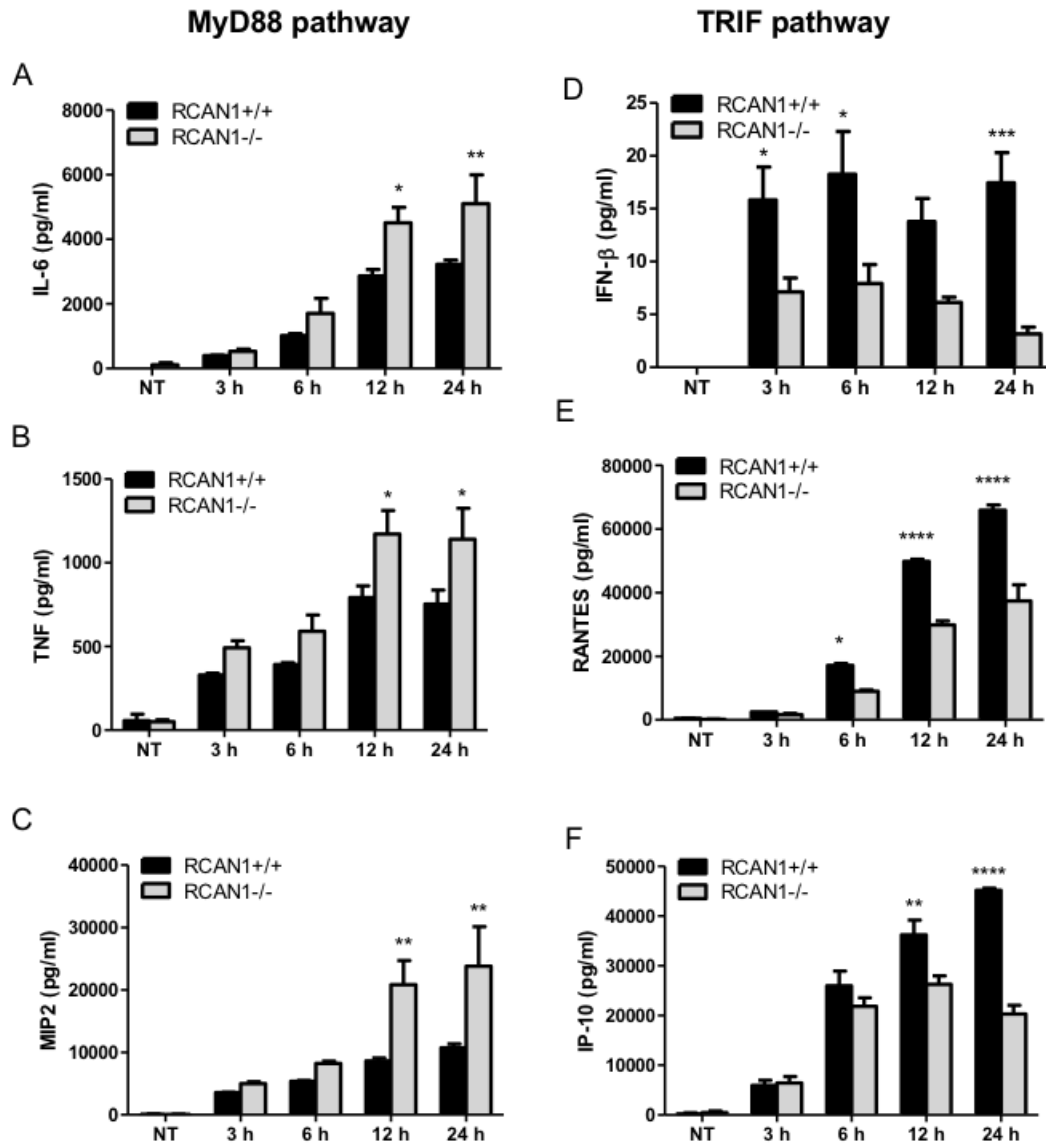 MyD88 pathway
TRIF pathway
A
RCAN1+/+
RCAN1-/-
8000
6000
4000
2000
0
IL-6 (pg/ml)
*
**
NT 3 h 6 h 12 h 24 h
B
RCAN1+/+
RCAN1-/-
1500
1000
500
0
TNF (pg/ml)
*
*
NT 3 h 6 h 12 h 24 h
C
RCAN1+/+
RCAN1-/-
40000
30000
20000
10000
0
MIP2 (pg/ml)
**
**
NT 3 h 6 h 12 h 24 h
D
RCAN1+/+
RCAN1-/-
25
20
15
10
5
0
IFN-β (pg/ml)
*
*
***
NT 3 h 6 h 12 h 24 h
E
RCAN1+/+
RCAN1-/-
80000
60000
40000
20000
0
RANTES (pg/ml)
*
****
****
NT 3 h 6 h 12 h 24 h
F
RCAN1+/+
RCAN1-/-
50000
40000
30000
20000
10000
0
IP-10 (pg/ml)
**
****
NT 3 h 6 h 12 h 24 h